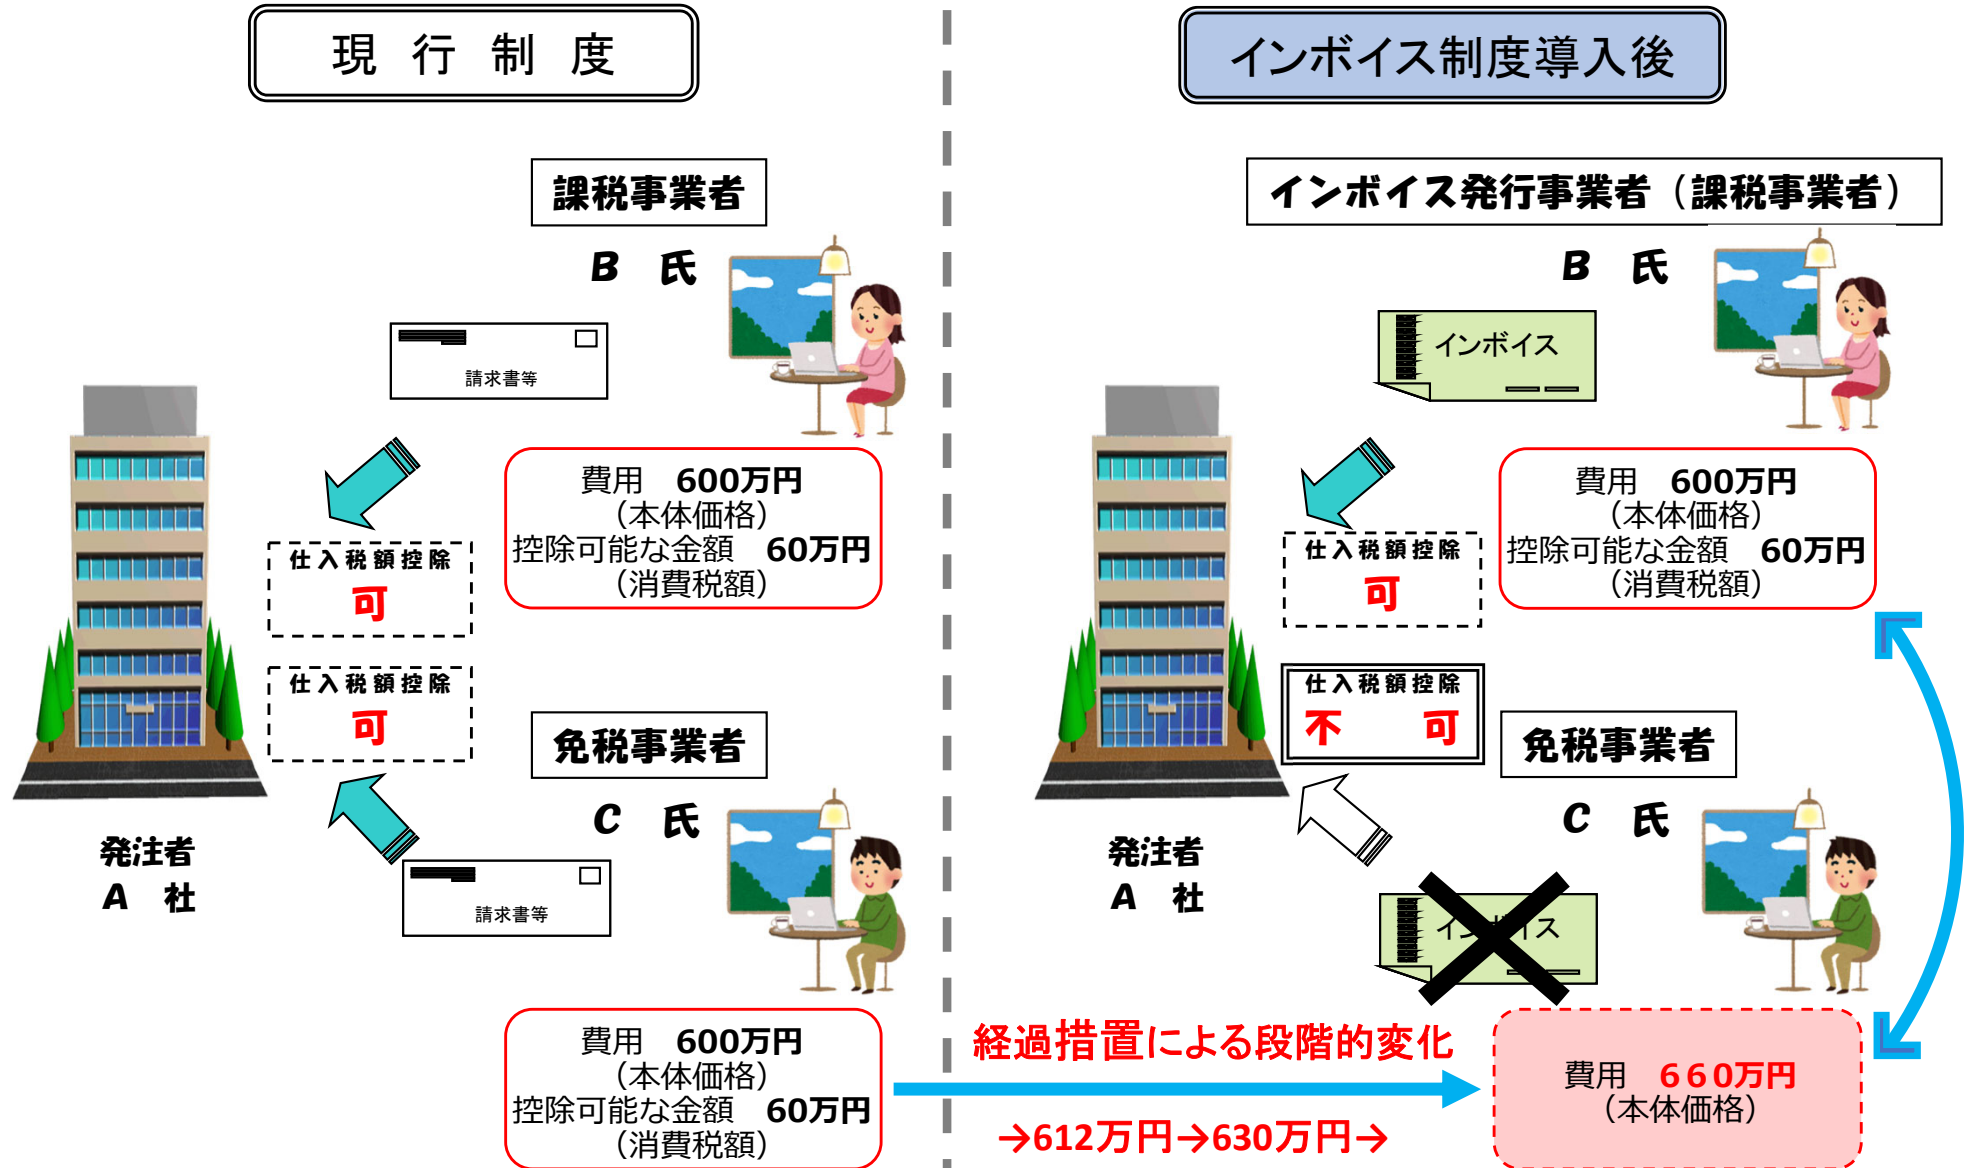 現 行 制 度
課税事業者
B 氏
請求書等
費用 600万円
（本体価格）
控除可能な金額 60万円
（消費税額）
仕入税額控除
可
仕入税額控除
可
免税事業者
C 氏
発注者
A 社
請求書等
費用 600万円
（本体価格）
控除可能な金額 60万円
（消費税額）
インボイス制度導入後
インボイス発行事業者（課税事業者）
B 氏
インボイス
費用 600万円
（本体価格）
控除可能な金額 60万円
（消費税額）
仕入税額控除
可
仕入税額控除
不 可
免税事業者
C 氏
発注者
A 社
インボイス
経過措置による段階的変化
→612万円→630万円→
費用 ６６０万円
（本体価格）